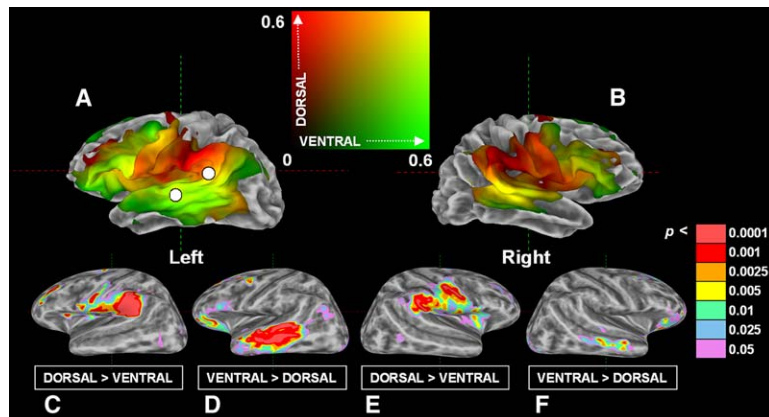 0.6
DORSAL
VENTRAL
0
0.6
A
B
Left
Right
p <
0.0001
0.001
0.0025
0.005
0.01
0.025
0.05
DORSAL > VENTRAL
VENTRAL > DORSAL
DORSAL > VENTRAL
VENTRAL > DORSAL
C
D
E
F